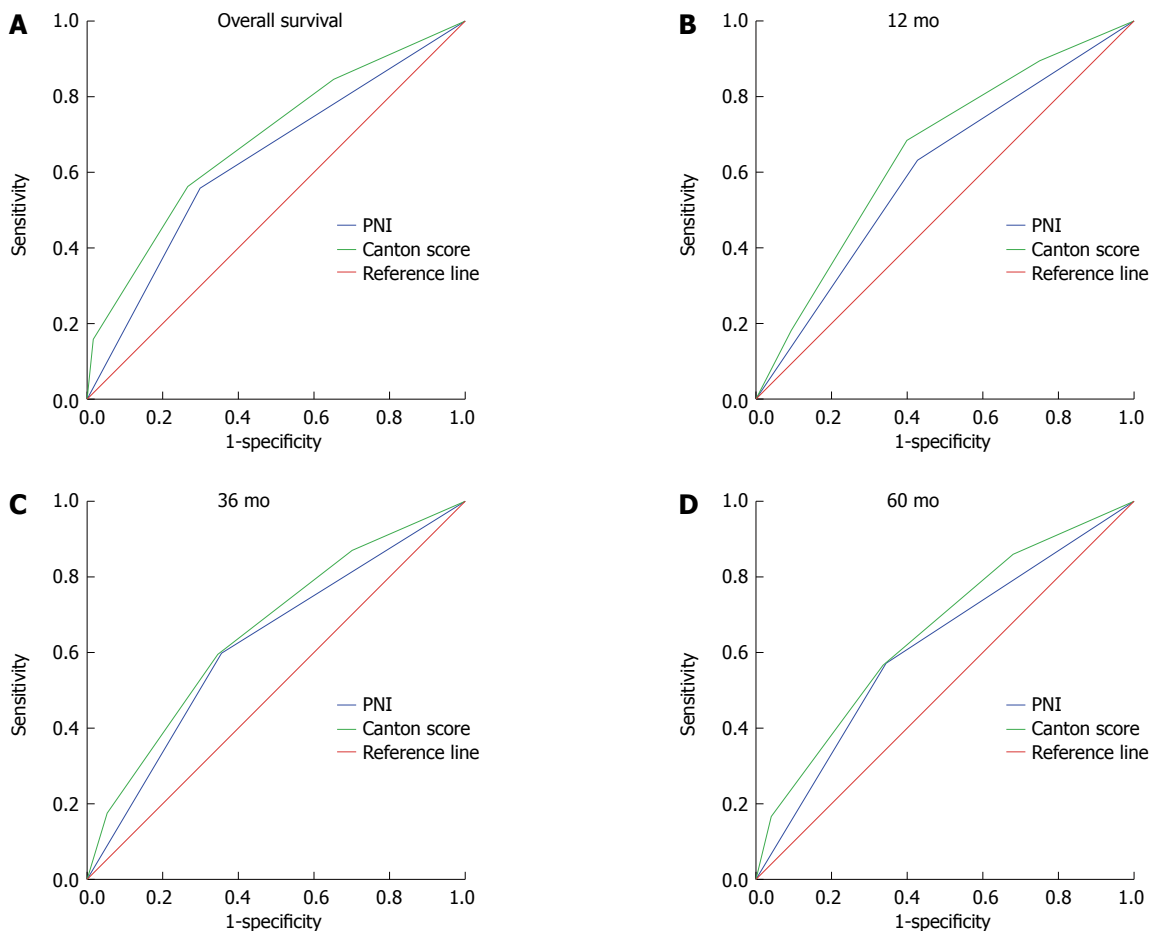 A
Overall survival
1.0
0.8
0.6
0.4
0.2
0.0
Sensitivity
PNI
Canton score
Reference line
0.0 0.2 0.4 0.6 0.8 1.0
1-specificity
B
12 mo
1.0
0.8
0.6
0.4
0.2
0.0
Sensitivity
PNI
Canton score
Reference line
0.0 0.2 0.4 0.6 0.8 1.0
1-specificity
C
36 mo
1.0
0.8
0.6
0.4
0.2
0.0
Sensitivity
PNI
Canton score
Reference line
0.0 0.2 0.4 0.6 0.8 1.0
1-specificity
D
60 mo
1.0
0.8
0.6
0.4
0.2
0.0
Sensitivity
PNI
Canton score
Reference line
0.0 0.2 0.4 0.6 0.8 1.0
1-specificity